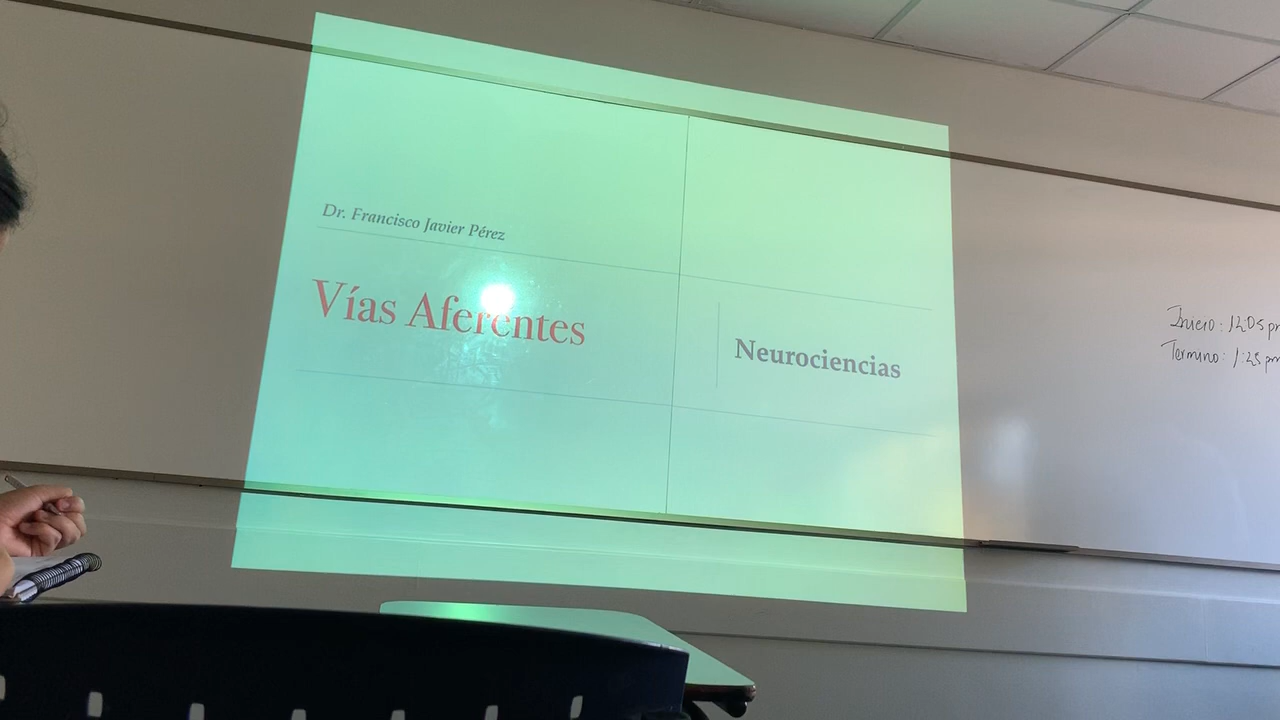 Dr. Francisco Javier Pérez
Vías Aferentes
Neurociencias
Inicio: 12:05 pm
Termino: 1:25 pm